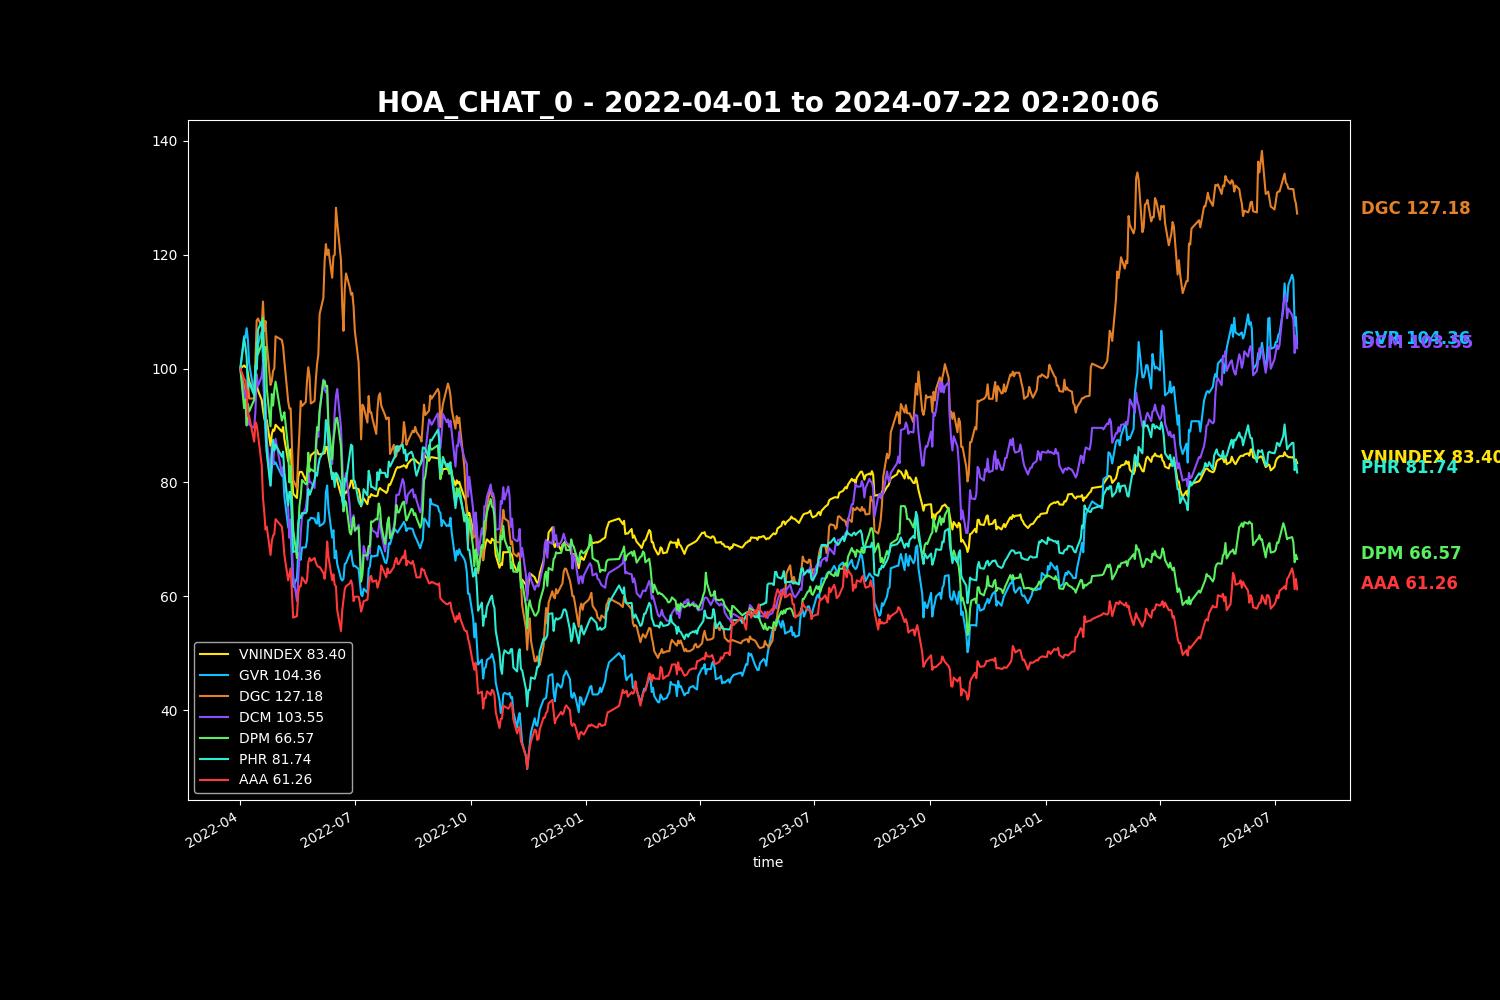 HOA_CHAT_0 - 2022-04-01 to 2024-07-22 02:20:06
140
120
100
80
60
40
DGC 127.18
GVR 104.36
DCM 103.55
VNINDEX 83.40
PHR 81.74
DPM 66.57
AAA 61.26
VNINDEX 83.40
GVR 104.36
DGC 127.18
DCM 103.55
DPM 66.57
PHR 81.74
AAA 61.26
2022-04
2022-07
2022-10
2023-01
2023-04
2023-07
2023-10
2024-01
2024-04
2024-07
time